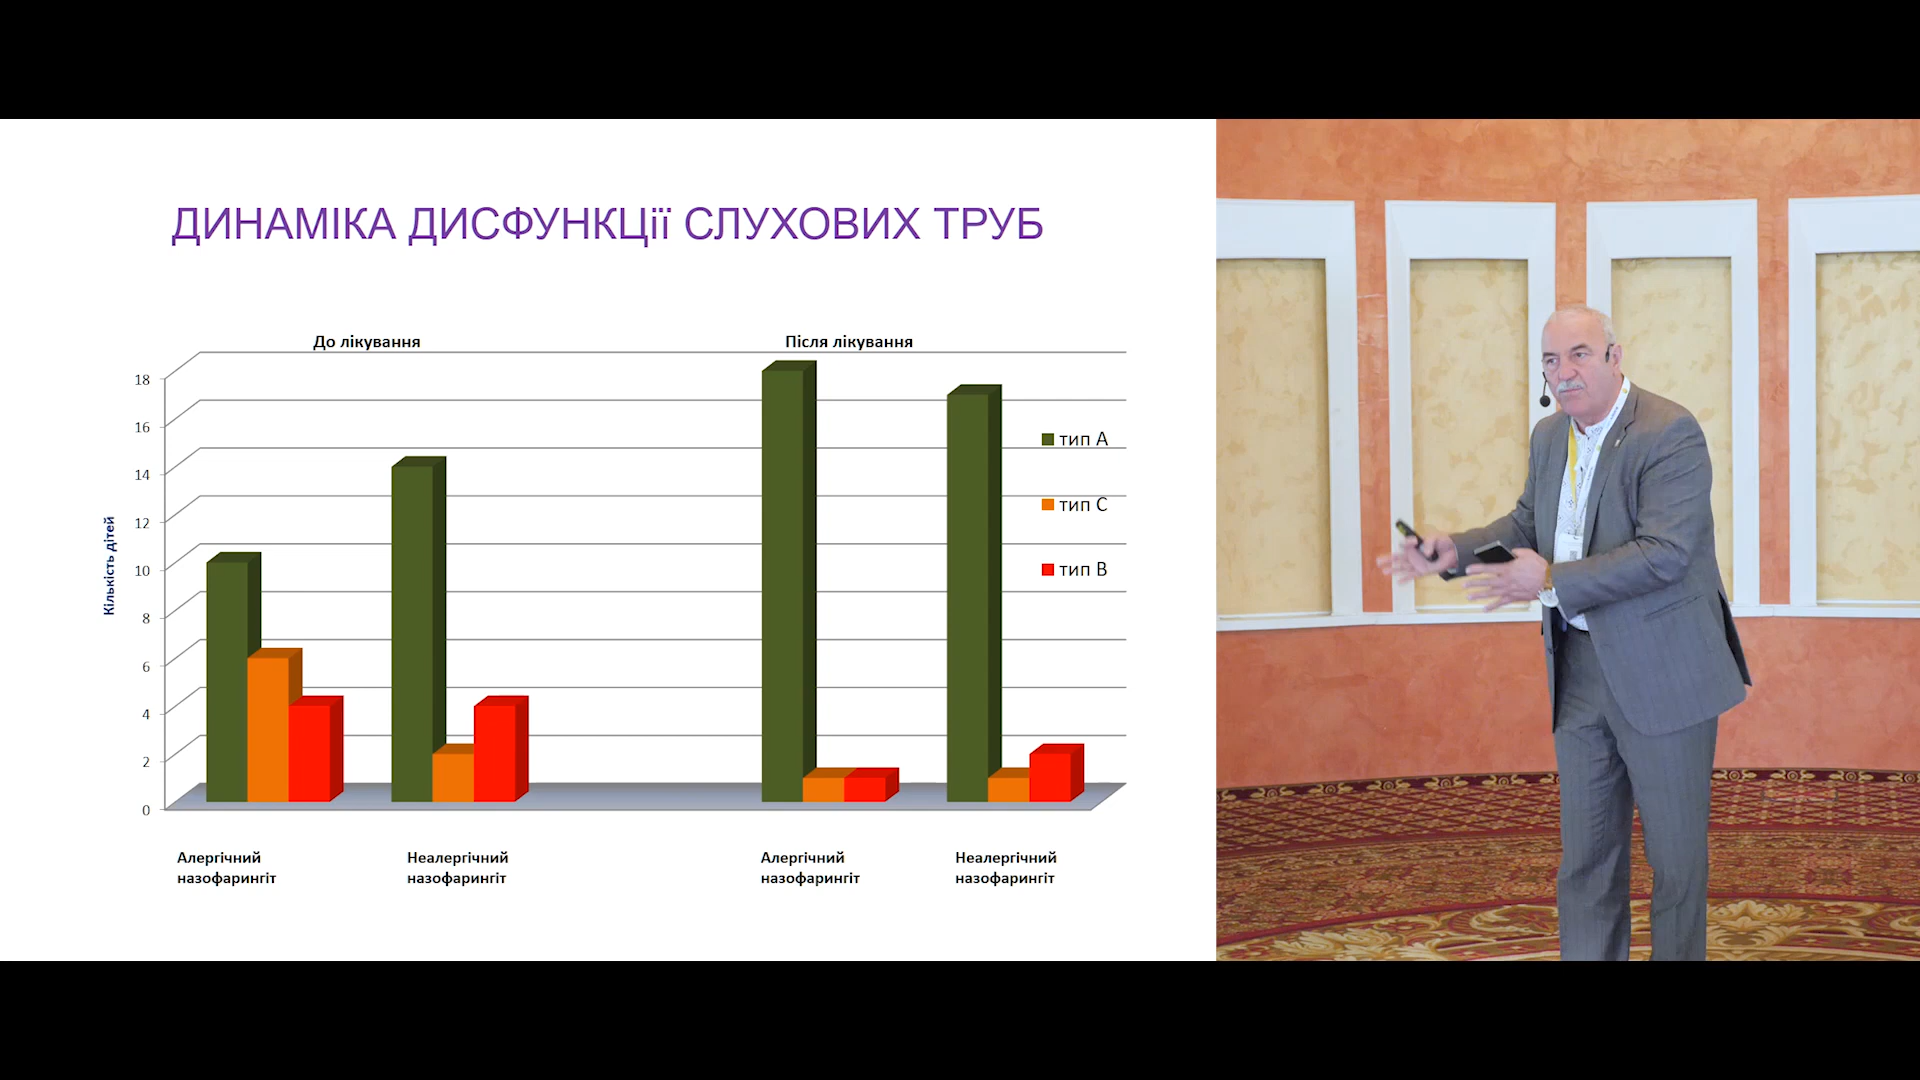 ДИНАМІКА ДИСФУНКЦії СЛУХОВИХ ТРУБ
До лікування
Після лікування
Кількість дітей
18
16
14
12
10
8
6
4
2
0
тип А
тип С
тип В
Алергічний
назофарингіт
Неалергічний
назофарингіт
Алергічний
назофарингіт
Неалергічний
назофарингіт